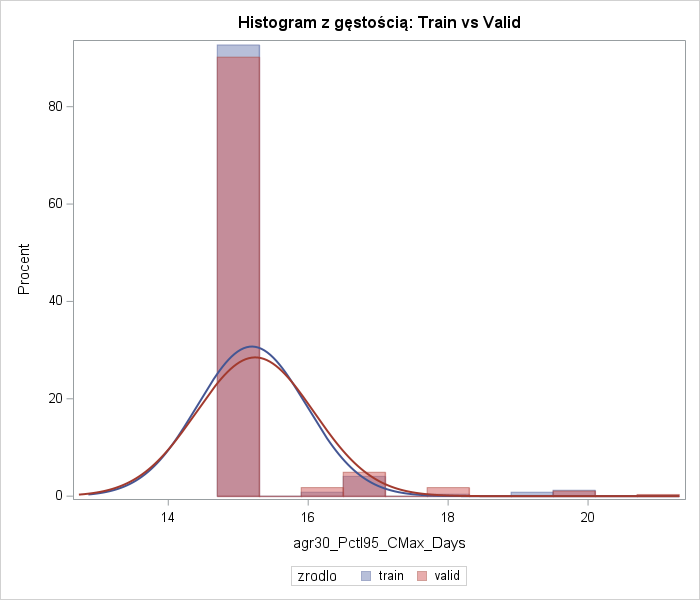 Histogram z gęstością: Train vs Valid
80
60
40
20
0
Procent
14
16
18
20
agr30_Pctl95_CMax_Days
zrodlo train valid